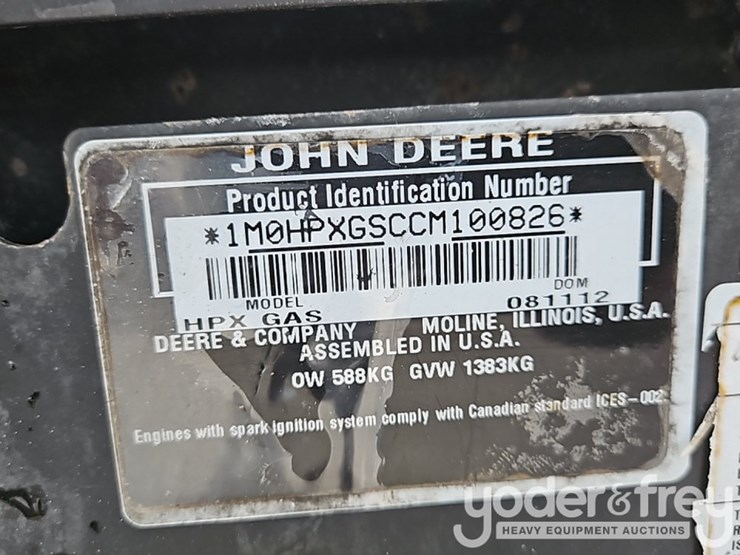 JOHN DEERE
Product Identification Number
*1M0HPXGSCCM100826*
MODEL DOM
HPX GAS 081112
DEERE & COMPANY MOLINE, ILLINOIS, U.S.A.
ASSEMBLED IN U.S.A.
OW 588KG GVW 1383KG
Engines with spark ignition system comply with Canadian standard ICES-002
yoder&frey
HEAVY EQUIPMENT AUCTIONS